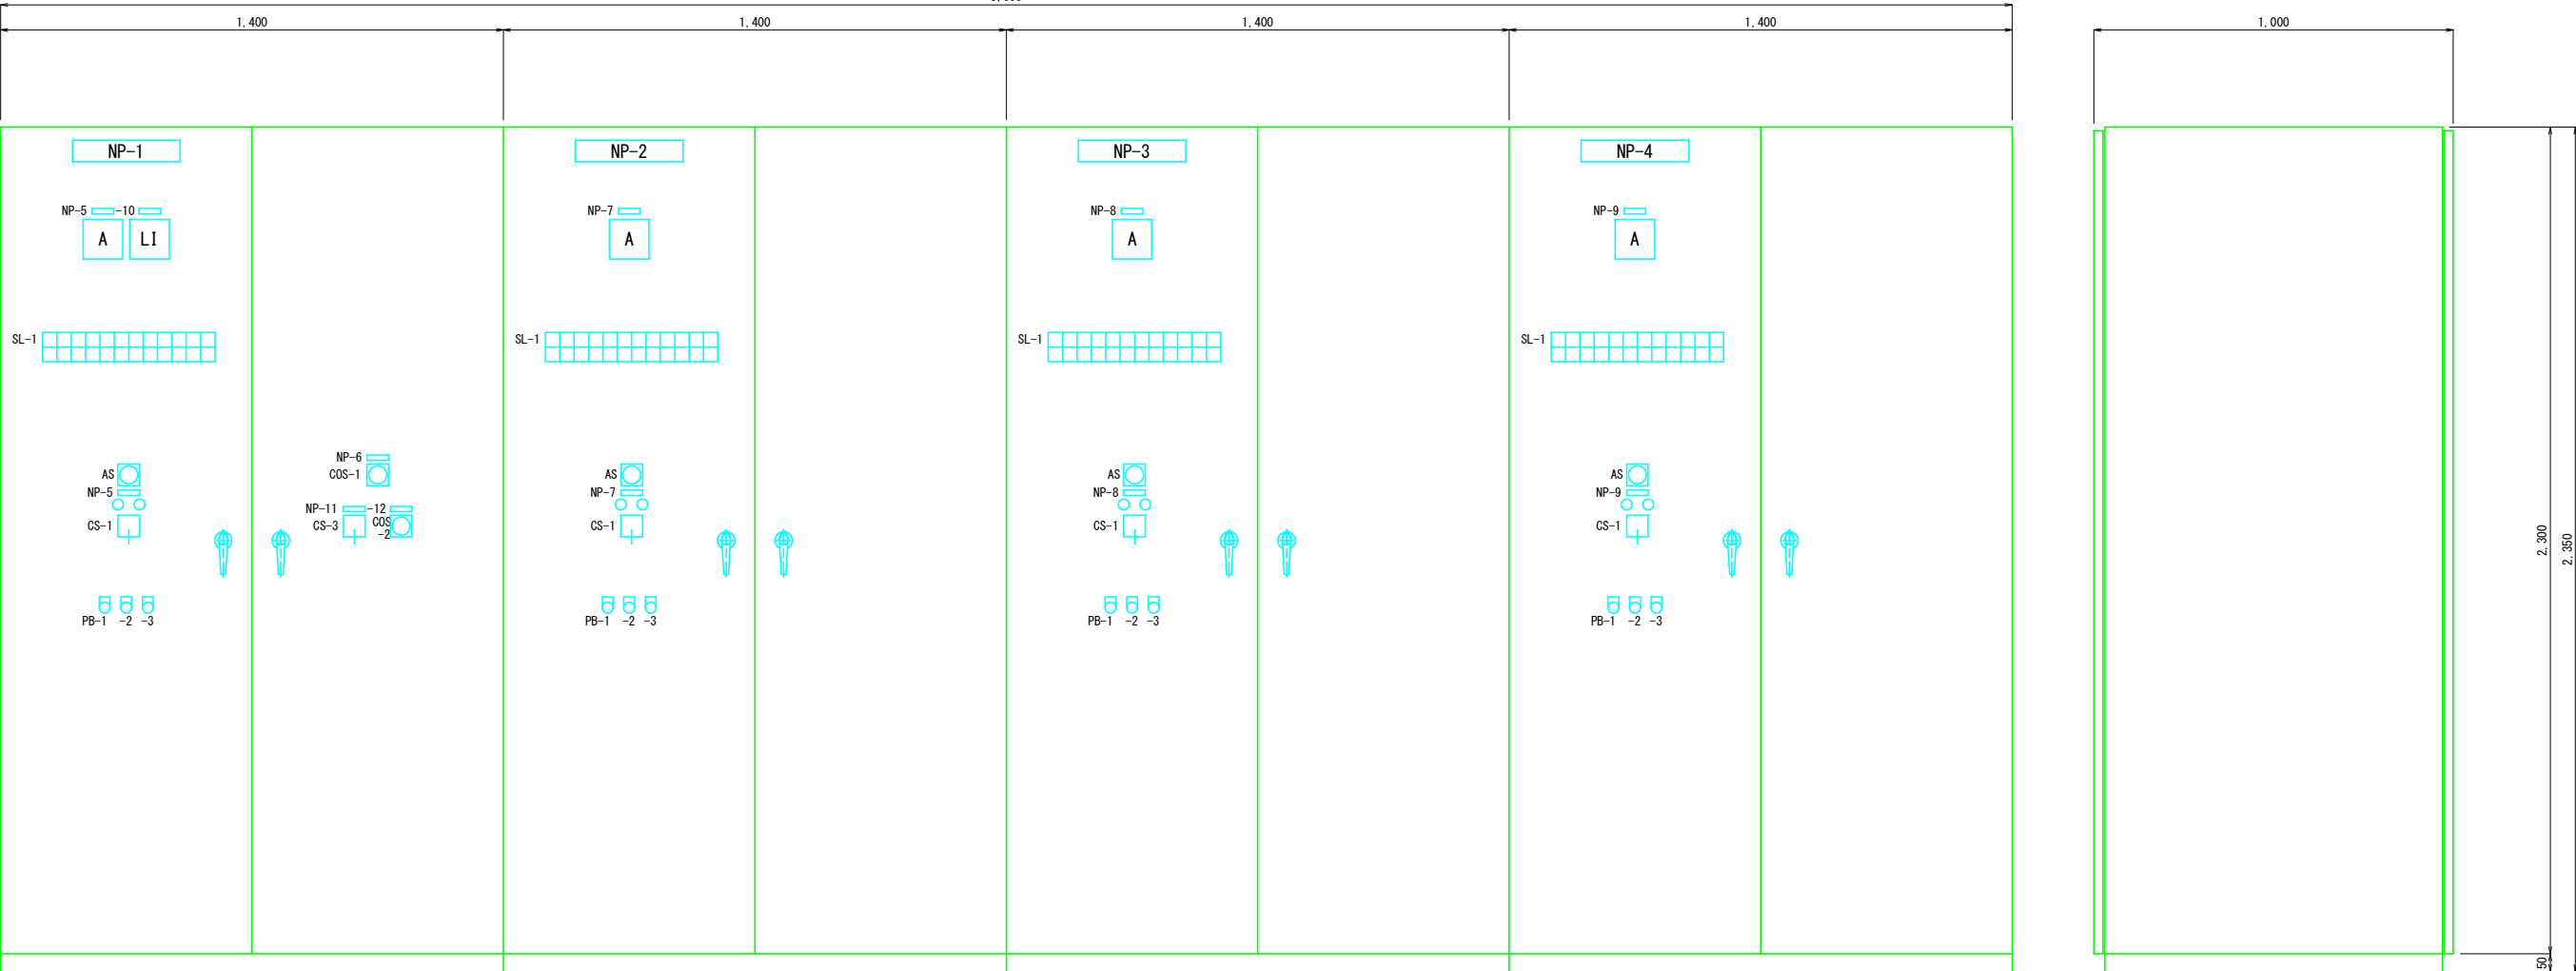 1,400 1,400 1,400 1,400 1,000
NP-1 NP-2 NP-3 NP-4
NP-5 -10 NP-7 NP-8 NP-9
A LI A A A
SL-1 SL-1 SL-1 SL-1
NP-6
AS COS-1 AS AS AS
NP-5 NP-7 NP-8 NP-9
NP-11 -12
CS-1 CS-3 COS CS-1 CS-1 CS-1
-2
2,300
2,350
PB-1 -2 -3 PB-1 -2 -3 PB-1 -2 -3 PB-1 -2 -3
50